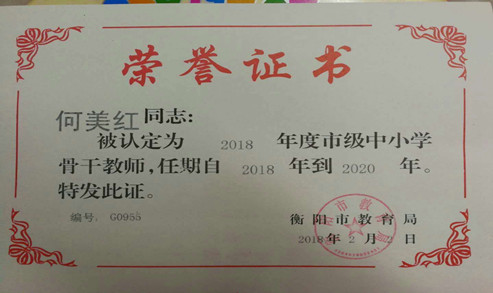 荣誉证书
何美红同志:
被认定为 2018 年度市级中小学
骨干教师,任期自 2018 年到 2020 年。
特发此证。
编号: G0955
衡阳市教育局
2018年 2 月 日